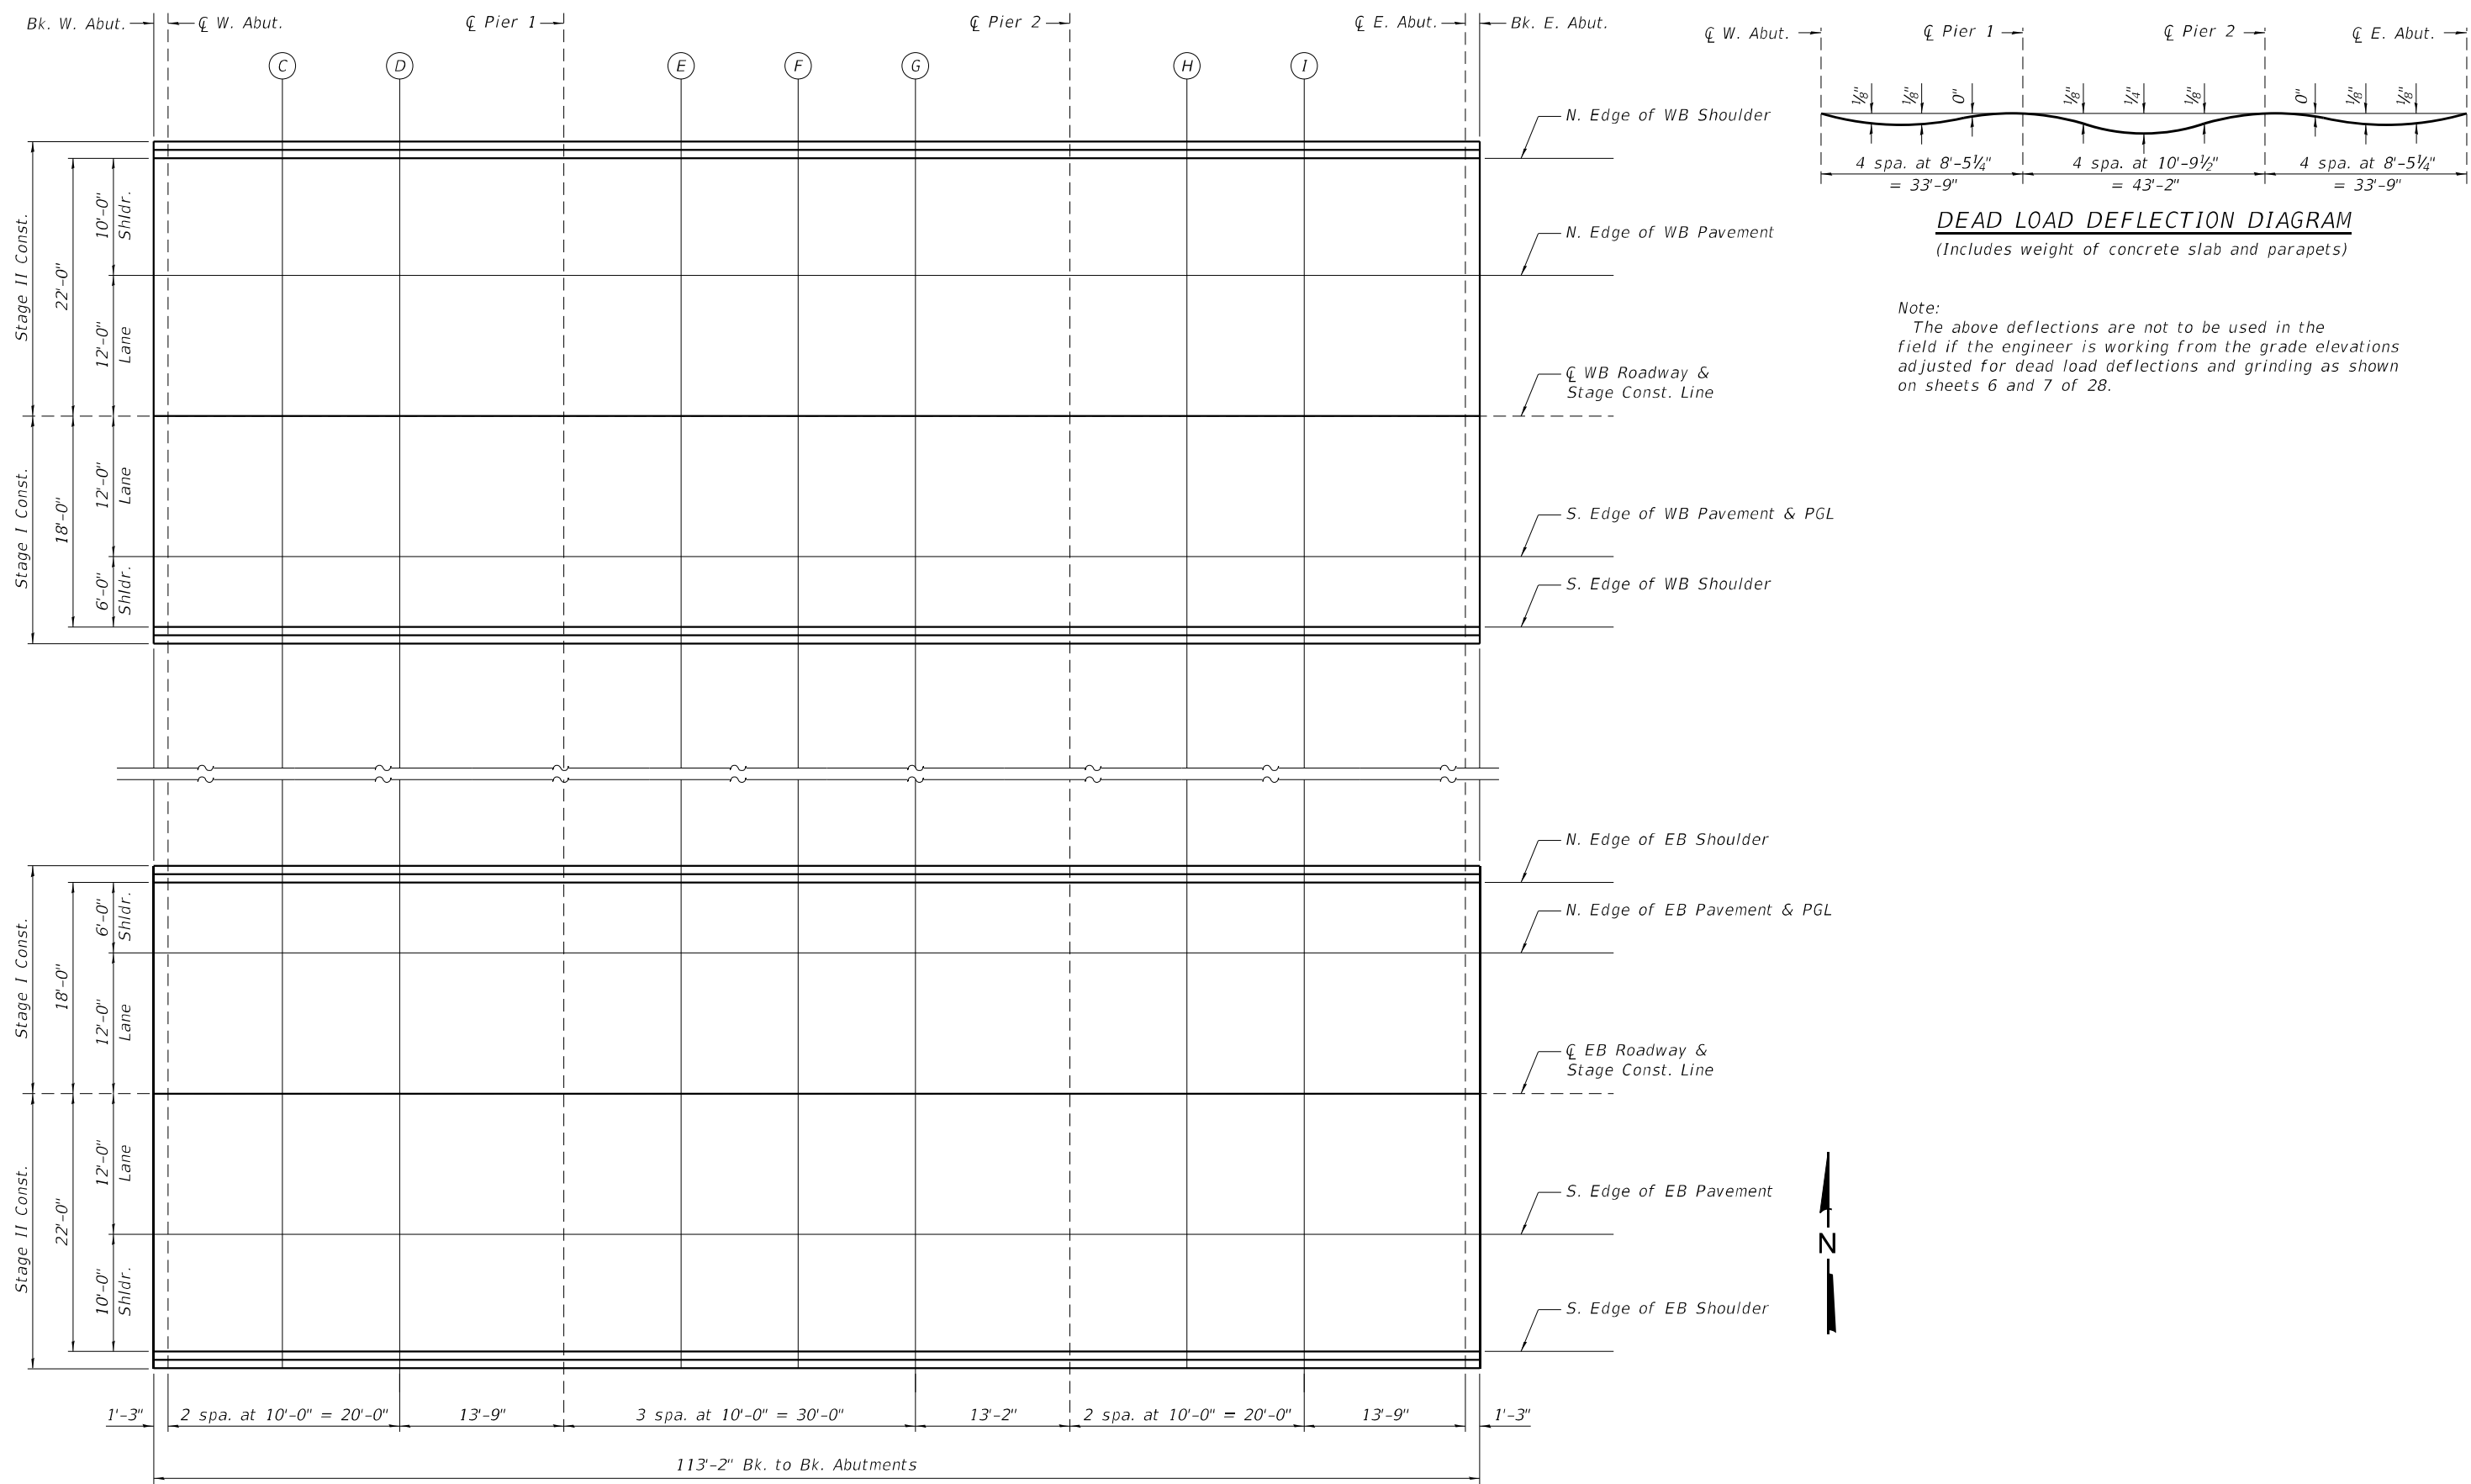 Bk. W. Abut.
℄ W. Abut.
℄ Pier 1
℄ Pier 2
℄ E. Abut.
Bk. E. Abut.
C
D
E
F
G
H
I
N. Edge of WB Shoulder
N. Edge of WB Pavement
℄ WB Roadway &
Stage Const. Line
S. Edge of WB Pavement & PGL
S. Edge of WB Shoulder
Stage II Const.
22'-0"
10'-0"
Shldr.
12'-0"
Lane
Stage I Const.
18'-0"
12'-0"
Lane
6'-0"
Shldr.
N. Edge of EB Shoulder
N. Edge of EB Pavement & PGL
℄ EB Roadway &
Stage Const. Line
S. Edge of EB Pavement
S. Edge of EB Shoulder
Stage I Const.
18'-0"
6'-0"
Shldr.
12'-0"
Lane
Stage II Const.
22'-0"
12'-0"
Lane
10'-0"
Shldr.
1'-3"
2 spa. at 10'-0" = 20'-0"
13'-9"
3 spa. at 10'-0" = 30'-0"
13'-2"
2 spa. at 10'-0" = 20'-0"
13'-9"
1'-3"
113'-2" Bk. to Bk. Abutments
℄ W. Abut.
℄ Pier 1
℄ Pier 2
℄ E. Abut.
⅛"
⅛"
0"
⅛"
¼"
⅛"
0"
⅛"
⅛"
4 spa. at 8'-5¼"
= 33'-9"
4 spa. at 10'-9½"
= 43'-2"
4 spa. at 8'-5¼"
= 33'-9"
DEAD LOAD DEFLECTION DIAGRAM
(Includes weight of concrete slab and parapets)
Note:
The above deflections are not to be used in the
field if the engineer is working from the grade elevations
adjusted for dead load deflections and grinding as shown
on sheets 6 and 7 of 28.
N